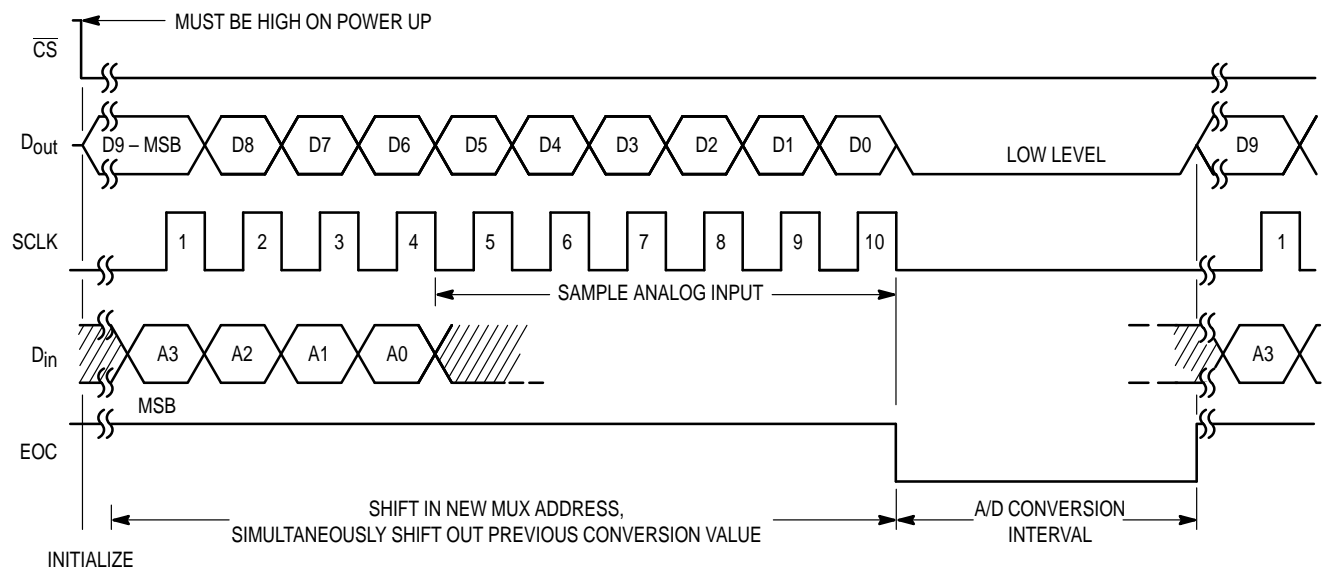 MUST BE HIGH ON POWER UP
CS
Dout
D9 – MSB D8 D7 D6 D5 D4 D3 D2 D1 D0 LOW LEVEL D9
SCLK
1 2 3 4 5 6 7 8 9 10 1
SAMPLE ANALOG INPUT
Din
A3 A2 A1 A0 A3
MSB
EOC
SHIFT IN NEW MUX ADDRESS,
SIMULTANEOUSLY SHIFT OUT PREVIOUS CONVERSION VALUE
A/D CONVERSION
INTERVAL
INITIALIZE